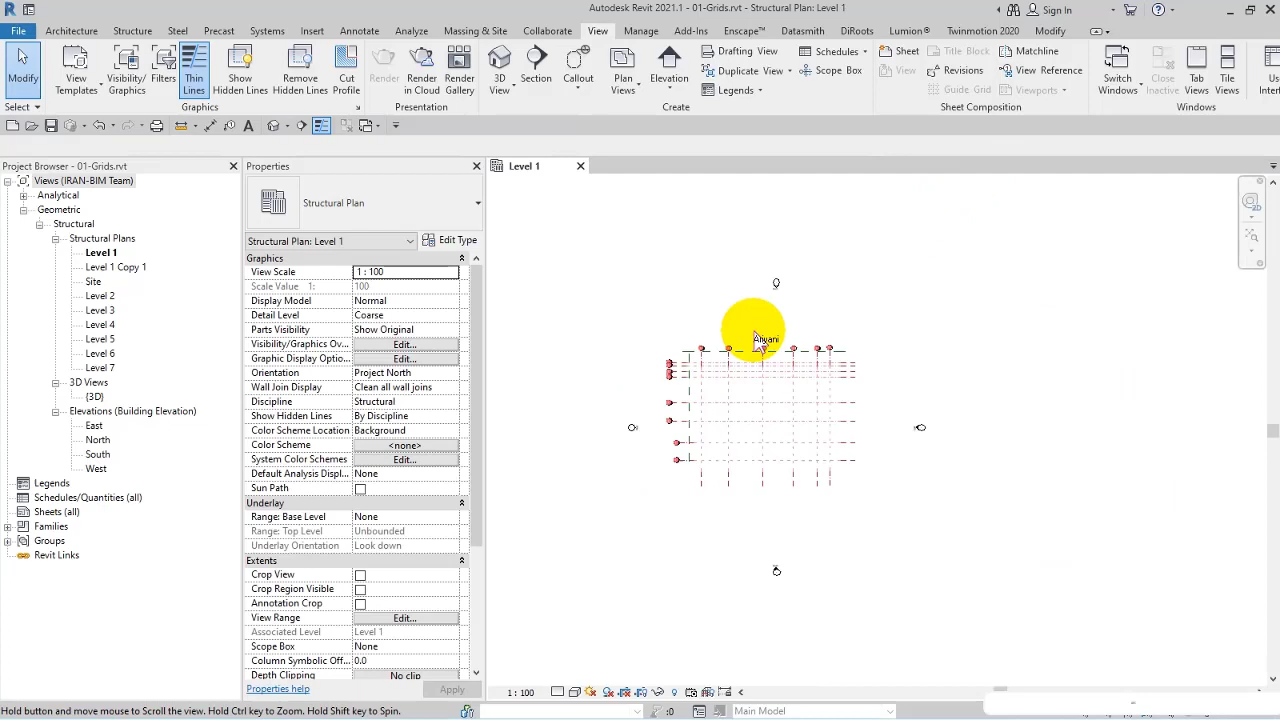 Autodesk Revit 2021.1 - 01-Grids.rvt - Structural Plan: Level 1
Sign In
File Architecture Structure Steel Precast Systems Insert Annotate Analyze Massing & Site Collaborate View Manage Add-Ins Enscape™ Datasmith DiRoots Lumion® Twinmotion 2020 Modify
Modify
View Templates
Visibility/ Graphics
Filters
Thin Lines
Show Hidden Lines
Remove Hidden Lines
Cut Profile
Render
Render in Cloud
Render Gallery
3D View
Section
Callout
Plan Views
Elevation
Drafting View
Duplicate View
Legends
Schedules
Scope Box
Sheet
View
Revisions
Guide Grid
Matchline
View Reference
Viewports
Switch Windows
Close Inactive
Tab Views
Tile Views
Select
Graphics
Presentation
Create
Sheet Composition
Windows
Project Browser - 01-Grids.rvt
Views (IRAN-BIM Team)
Analytical
Geometric
Structural
Structural Plans
Level 1
Level 1 Copy 1
Site
Level 2
Level 3
Level 4
Level 5
Level 6
Level 7
3D Views
{3D}
Elevations (Building Elevation)
East
North
South
West
Legends
Schedules/Quantities (all)
Sheets (all)
Families
Groups
Revit Links
Properties
Structural Plan
Structural Plan: Level 1
Edit Type
Graphics
View Scale 1 : 100
Scale Value 1: 100
Display Model Normal
Detail Level Coarse
Parts Visibility Show Original
Visibility/Graphics Ov... Edit...
Graphic Display Optio... Edit...
Orientation Project North
Wall Join Display Clean all wall joins
Discipline Structural
Show Hidden Lines By Discipline
Color Scheme Location Background
Color Scheme <none>
System Color Schemes Edit...
Default Analysis Displ... None
Sun Path
Underlay
Range: Base Level None
Range: Top Level Unbounded
Underlay Orientation Look down
Extents
Crop View
Crop Region Visible
Annotation Crop
View Range Edit...
Associated Level Level 1
Scope Box None
Column Symbolic Off... 0.0
Depth Clipping No clip
Properties help
Apply
Level 1
2D
1 : 100
Hold button and move mouse to Scroll the view. Hold Ctrl key to Zoom. Hold Shift key to Spin.
:0
Main Model